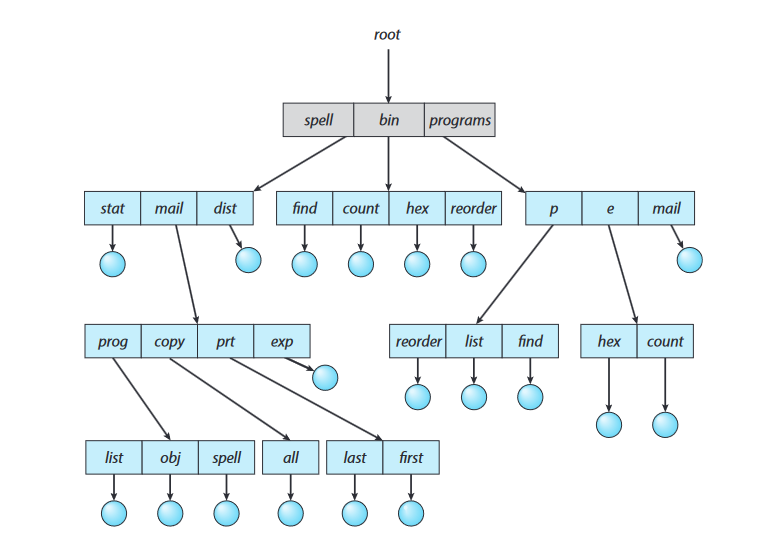 root
spell bin programs
stat mail dist find count hex reorder p e mail
prog copy prt exp reorder list find hex count
list obj spell all last first